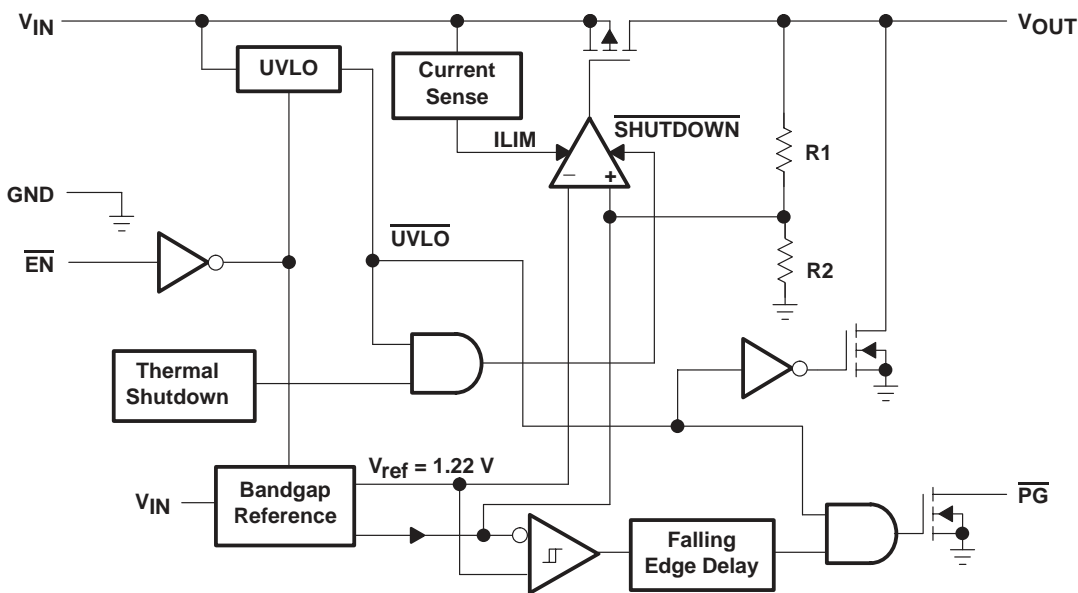 VIN
VOUT
UVLO
Current
Sense
SHUTDOWN
ILIM
R1
– +
GND
UVLO
EN
R2
Thermal
Shutdown
Vref = 1.22 V
VIN
Bandgap
Reference
PG
Falling
Edge Delay